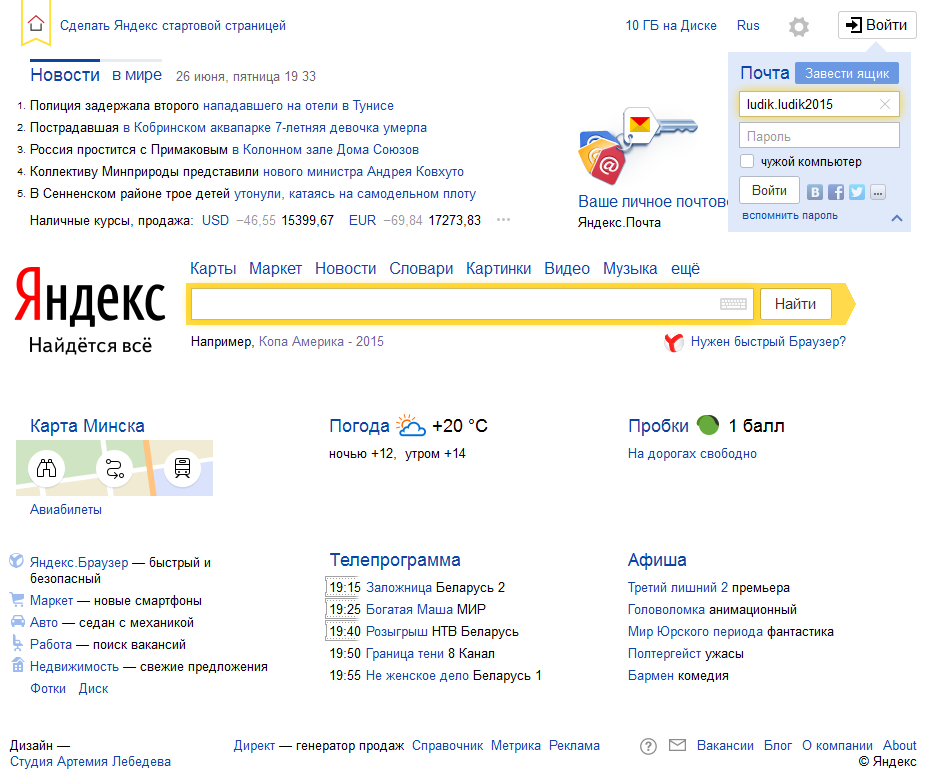 Сделать Яндекс стартовой страницей
10 ГБ на Диске Rus Войти
Новости в мире 26 июня, пятница 19 33
1. Полиция задержала второго нападавшего на отели в Тунисе
2. Пострадавшая в Кобринском аквапарке 7-летняя девочка умерла
3. Россия простится с Примаковым в Колонном зале Дома Союзов
4. Коллективу Минприроды представили нового министра Андрея Ковхуто
5. В Сенненском районе трое детей утонули, катаясь на самодельном плоту
Наличные курсы, продажа: USD −46,55 15399,67 EUR −69,84 17273,83 ···
@
Ваше личное почтово
Яндекс.Почта
Почта Завести ящик
ludik.ludik2015
Пароль
чужой компьютер
Войти В f ...
вспомнить пароль
Яндекс
Найдётся всё
Карты Маркет Новости Словари Картинки Видео Музыка ещё
Найти
Например, Копа Америка - 2015
Нужен быстрый Браузер?
Карта Минска
Авиабилеты
Погода +20 °C
ночью +12, утром +14
Пробки 1 балл
На дорогах свободно
Яндекс.Браузер — быстрый и
безопасный
Маркет — новые смартфоны
Авто — седан с механикой
Работа — поиск вакансий
Недвижимость — свежие предложения
Фотки Диск
Телепрограмма
19:15 Заложница Беларусь 2
19:25 Богатая Маша МИР
19:40 Розыгрыш НТВ Беларусь
19:50 Граница тени 8 Канал
19:55 Не женское дело Беларусь 1
Афиша
Третий лишний 2 премьера
Головоломка анимационный
Мир Юрского периода фантастика
Полтергейст ужасы
Бармен комедия
Дизайн —
Студия Артемия Лебедева
Директ — генератор продаж Справочник Метрика Реклама
? Вакансии Блог О компании About
© Яндекс